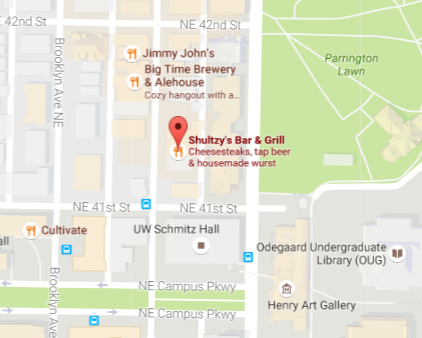 NE 42nd St
NE 42nd St
Brooklyn Ave NE
Jimmy John's
Big Time Brewery
& Alehouse
Cozy hangout with a...
Parrington
Lawn
Shultzy's Bar & Grill
Cheesesteaks, tap beer
& housemade wurst
NE 41st St
NE 41st St
Cultivate
UW Schmitz Hall
all
Odegaard Undergraduate
Library (OUG)
Brooklyn Ave
NE Campus Pkwy
Henry Art Gallery
NE Campus Pkwy